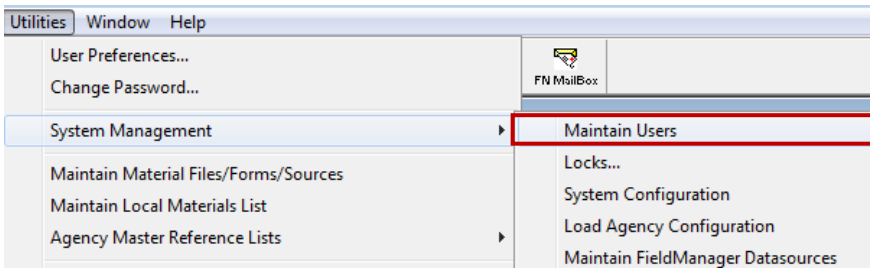 Utilities Window Help
User Preferences...
Change Password...
FN MailBox
System Management
Maintain Users
Locks...
Maintain Material Files/Forms/Sources
System Configuration
Maintain Local Materials List
Load Agency Configuration
Agency Master Reference Lists
Maintain FieldManager Datasources